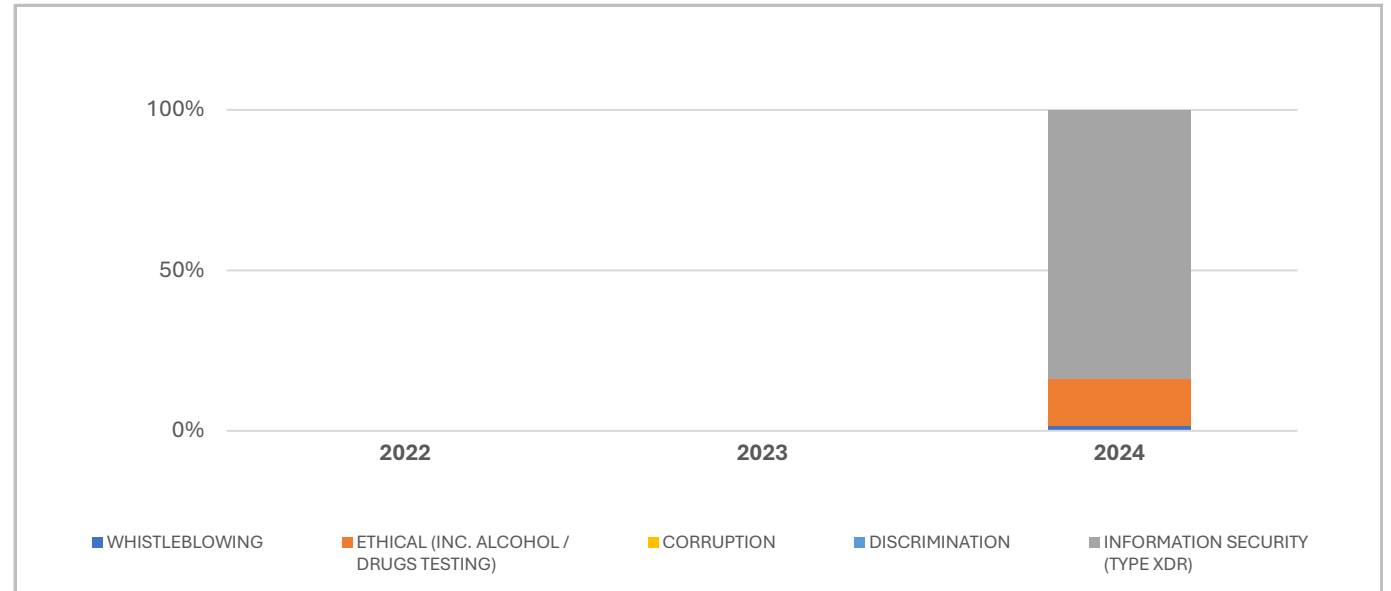 100%
50%
0%
2022 2023 2024
WHISTLEBLOWING ETHICAL (INC. ALCOHOL / CORRUPTION DISCRIMINATION INFORMATION SECURITY
DRUGS TESTING) (TYPE XDR)